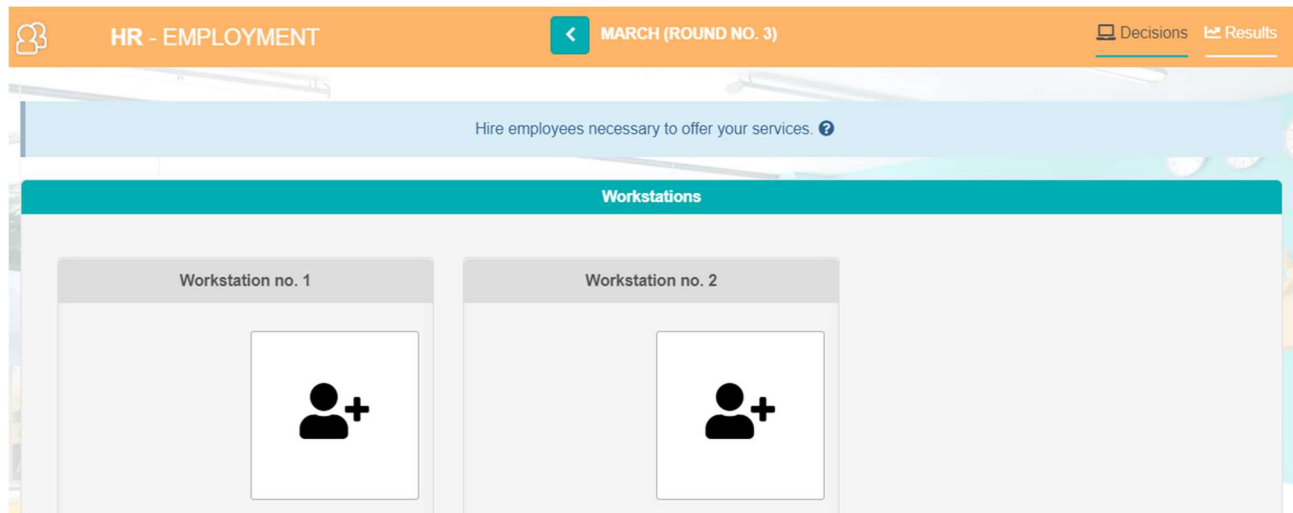 HR - EMPLOYMENT
MARCH (ROUND NO. 3)
Decisions
Results
Hire employees necessary to offer your services.
Workstations
Workstation no. 1
Workstation no. 2